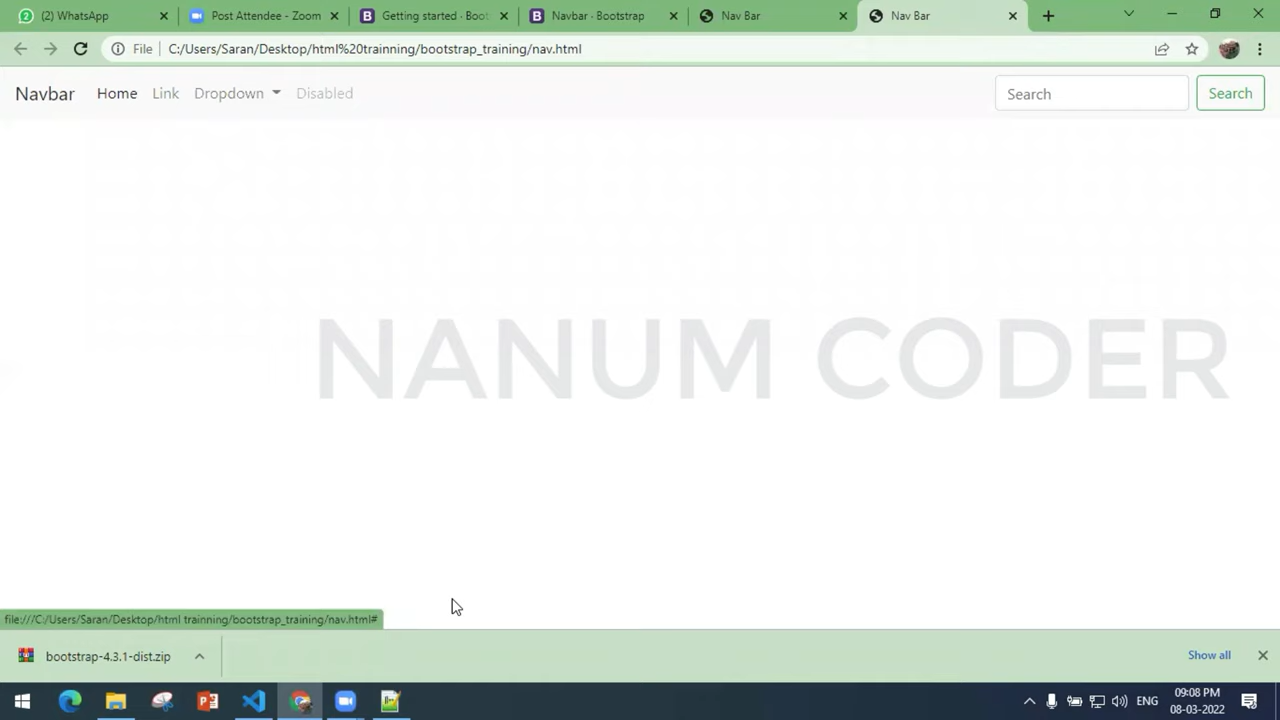 (2) WhatsApp
Post Attendee - Zoom
Getting started · Boot
Navbar · Bootstrap
Nav Bar
Nav Bar
File C:/Users/Saran/Desktop/html%20trainning/bootstrap_training/nav.html
Navbar Home Link Dropdown Disabled Search Search
NANUM CODER
file:///C:/Users/Saran/Desktop/html trainning/bootstrap_training/nav.html#
bootstrap-4.3.1-dist.zip
Show all
ENG
09:08 PM
08-03-2022